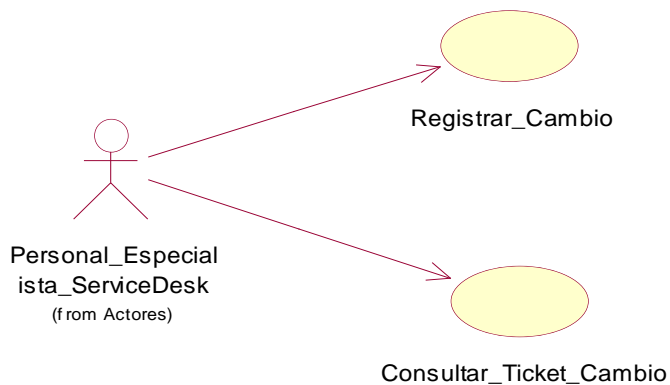 Registrar_Cambio
Personal_Especial
ista_ServiceDesk
(from Actores)
Consultar_Ticket_Cambio